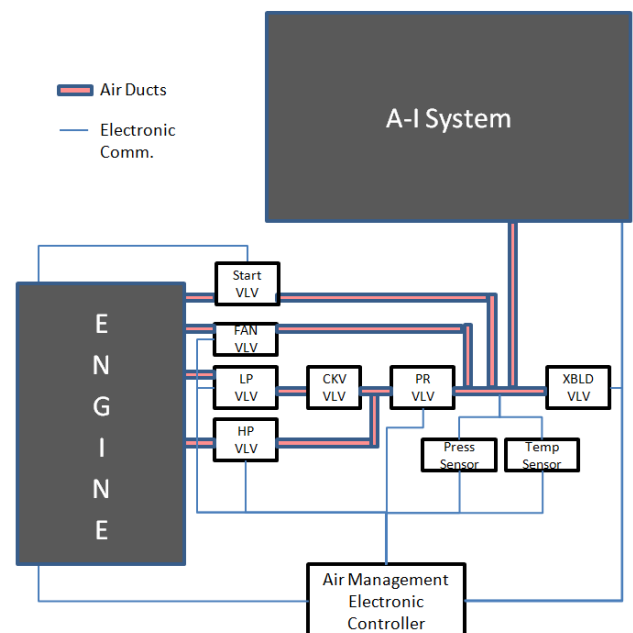 A-I System
Air Ducts
Electronic
Comm.
Start
VLV
FAN
VLV
LP
VLV
CKV
VLV
PR
VLV
XBLD
VLV
HP
VLV
Press
Sensor
Temp
Sensor
E
N
G
I
N
E
Air Management
Electronic
Controller